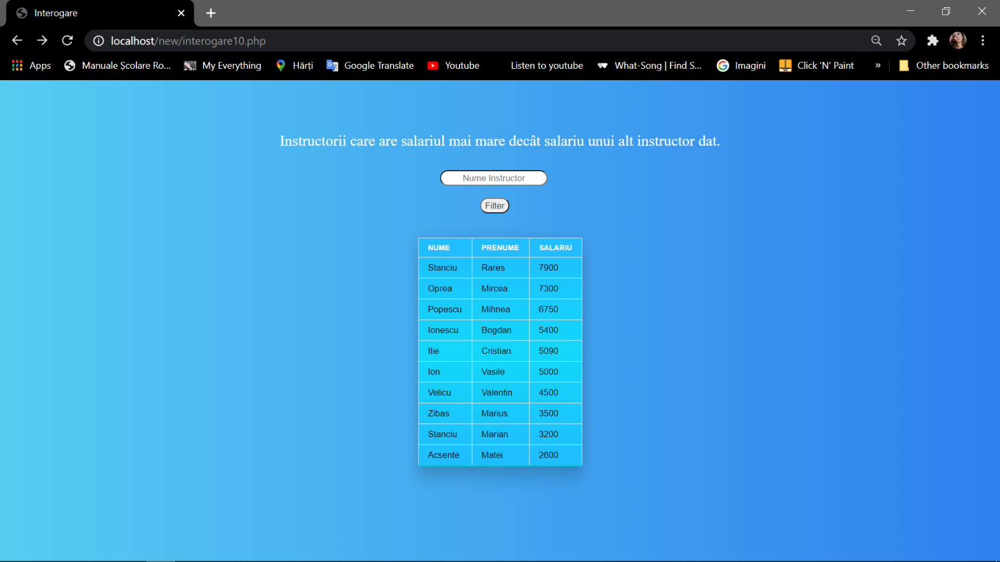 Interogare
localhost/new/interogare10.php
Apps Manuale Școlare Ro... My Everything Hărți Google Translate Youtube Listen to youtube What-Song | Find S... Imagini Click 'N' Paint » Other bookmarks
Instructorii care are salariul mai mare decât salariu unui alt instructor dat.
Nume Instructor
Filter
NUME PRENUME SALARIU
Stanciu Rares 7900
Oprea Mircea 7300
Popescu Mihnea 6750
Ionescu Bogdan 5400
Ilie Cristian 5090
Ion Vasile 5000
Velicu Valentin 4500
Zibas Marius 3500
Stanciu Marian 3200
Acsente Matei 2600